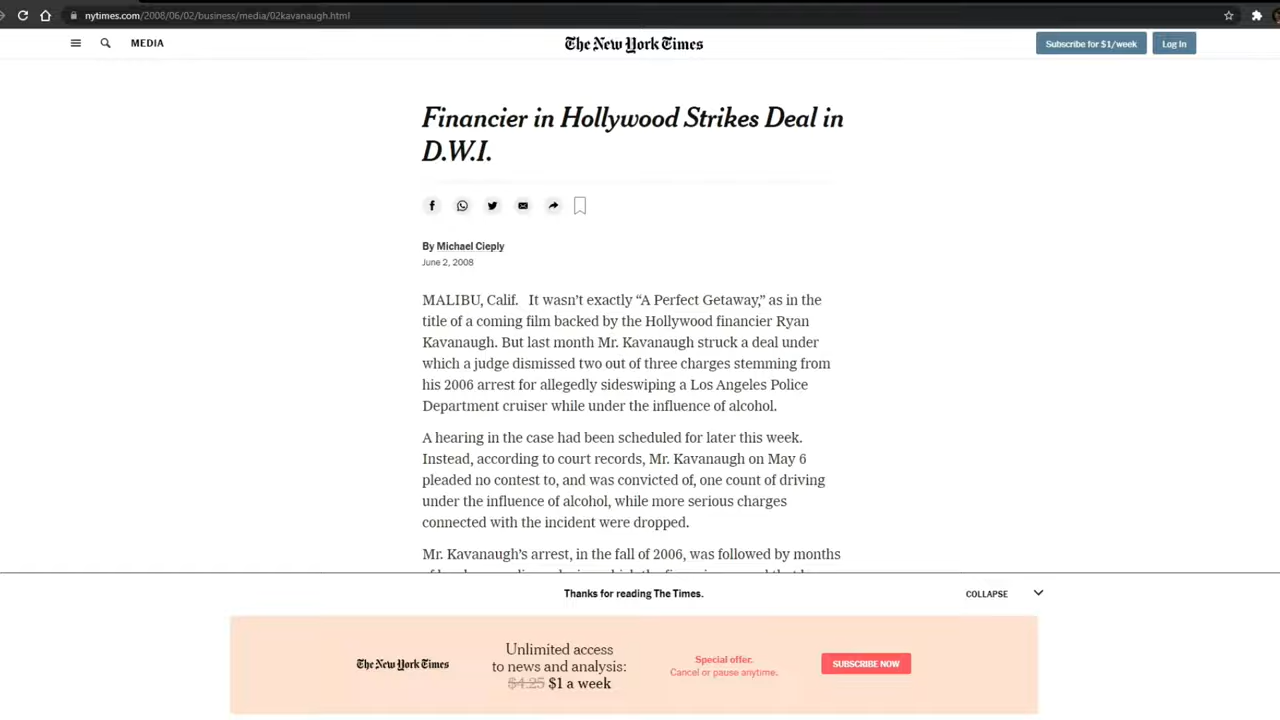 nytimes.com/2008/06/02/business/media/02kavanaugh.html
MEDIA
The New York Times
Subscribe for $1/week
Log In
Financier in Hollywood Strikes Deal in
D.W.I.
By Michael Cieply
June 2, 2008
MALIBU, Calif. It wasn't exactly “A Perfect Getaway,” as in the
title of a coming film backed by the Hollywood financier Ryan
Kavanaugh. But last month Mr. Kavanaugh struck a deal under
which a judge dismissed two out of three charges stemming from
his 2006 arrest for allegedly sideswiping a Los Angeles Police
Department cruiser while under the influence of alcohol.
A hearing in the case had been scheduled for later this week.
Instead, according to court records, Mr. Kavanaugh on May 6
pleaded no contest to, and was convicted of, one count of driving
under the influence of alcohol, while more serious charges
connected with the incident were dropped.
Mr. Kavanaugh's arrest, in the fall of 2006, was followed by months
Thanks for reading The Times.
COLLAPSE
The New York Times
Unlimited access
to news and analysis:
$4.25 $1 a week
Special offer.
Cancel or pause anytime.
SUBSCRIBE NOW